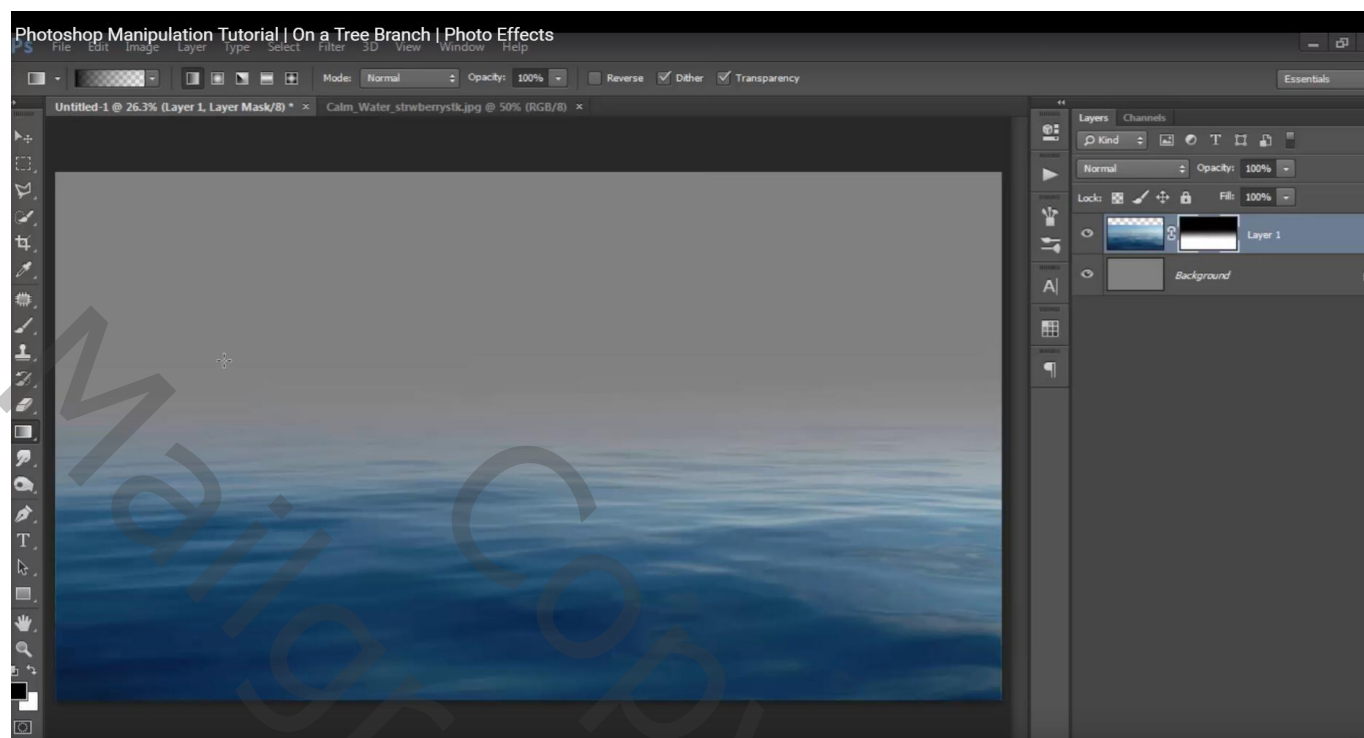 Photoshop Manipulation Tutorial | On a Tree Branch | Photo Effects
Ps File Edit Image Layer Type Select Filter 3D View Window Help
Mode: Normal Opacity: 100% Reverse Dither Transparency Essentials
Untitled-1 @ 26.3% (Layer 1, Layer Mask/8) * × Calm_Water_strwberrystk.jpg @ 50% (RGB/8) ×
Layers Channels
Kind
Normal Opacity: 100%
Lock: Fill: 100%
Layer 1
Background